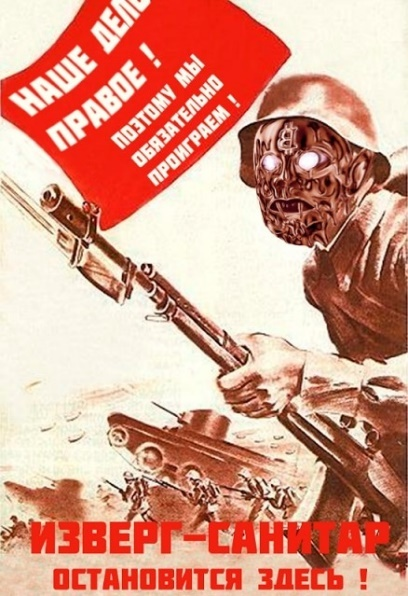 НАШЕ ДЕЛО
ПРАВОЕ !
ПОЭТОМУ МЫ
ОБЯЗАТЕЛЬНО
ПРОИГРАЕМ !
ИЗВЕРГ-САНИТАР
ОСТАНОВИТСЯ ЗДЕСЬ !